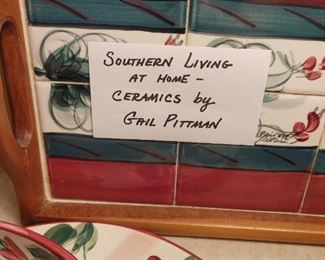 SOUTHERN LIVING
AT HOME -
CERAMICS by
GAIL PITTMAN